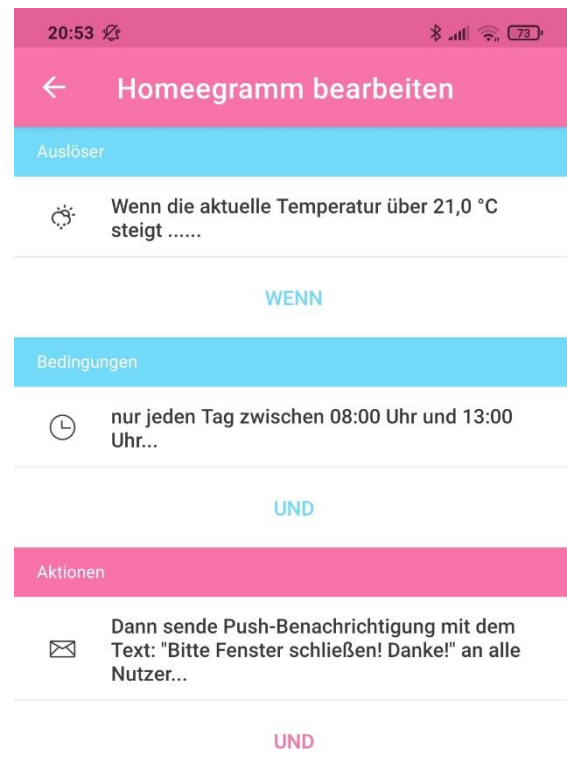 20:53
73
Homeegramm bearbeiten
Auslöser
Wenn die aktuelle Temperatur über 21,0 °C
steigt ......
WENN
Bedingungen
nur jeden Tag zwischen 08:00 Uhr und 13:00
Uhr...
UND
Aktionen
Dann sende Push-Benachrichtigung mit dem
Text: "Bitte Fenster schließen! Danke!" an alle
Nutzer...
UND